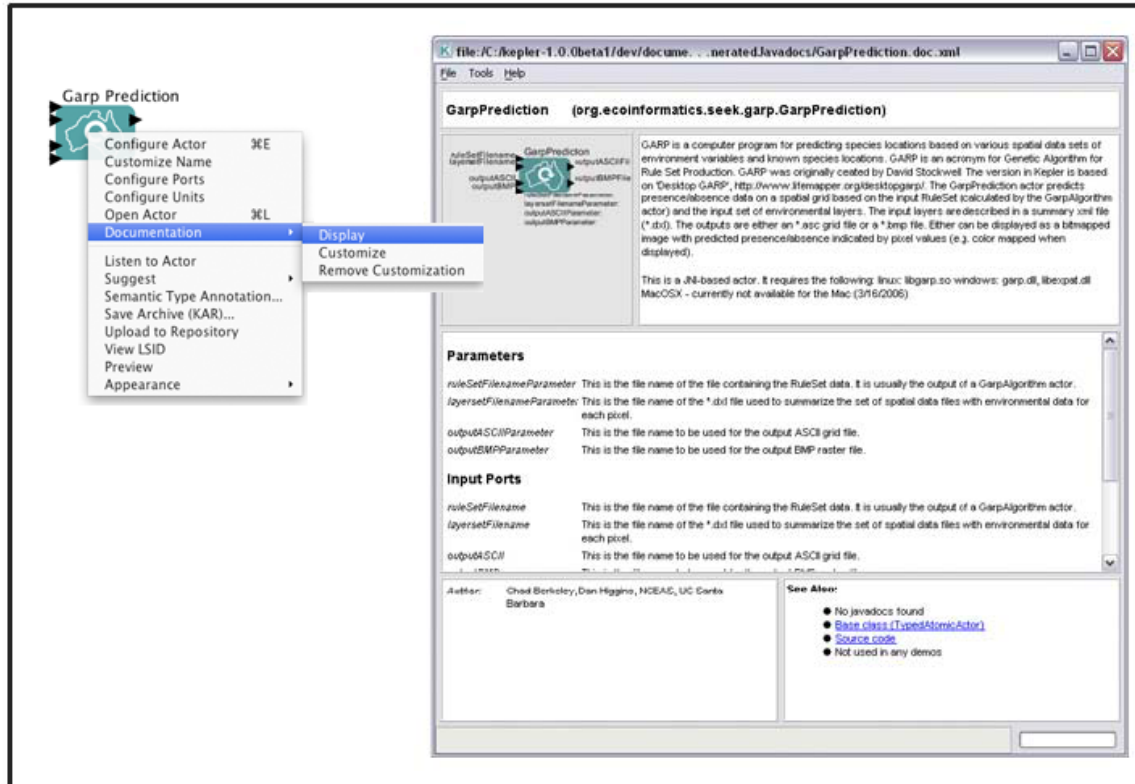 Garp Prediction
Configure Actor ⌘E
Customize Name
Configure Ports
Configure Units
Open Actor ⌘L
Documentation
Display
Customize
Remove Customization
Listen to Actor
Suggest
Semantic Type Annotation...
Save Archive (KAR)...
Upload to Repository
View LSID
Preview
Appearance
file:/C:/kepler-1.0.0beta1/dev/docume. . .neratedJavadocs/GarpPrediction.doc.xml
File Tools Help
GarpPrediction (org.ecoinformatics.seek.garp.GarpPrediction)
GarpPrediction
ruleSetFilename
layersetFilename
outputASCII
outputBMP
outputASCIIFil
outputBMPFile
layersetFilenameParameter:
outputASCIIParameter:
outputBMPParameter:
GARP is a computer program for predicting species locations based on various spatial data sets of
environment variables and known species locations. GARP is an acronym for Genetic Algorithm for
Rule Set Production. GARP was originally ceated by David Stockwell The version in Kepler is based
on 'Desktop GARP', http://www.lifemapper.org/desktopgarp/. The GarpPrediction actor predicts
presence/absence data on a spatial grid based on the input RuleSet (calculated by the GarpAlgorithm
actor) and the input set of environmental layers. The input layers are described in a summary xml file
(*.dxl). The outputs are either an *.asc grid file or a *.bmp file. Either can be displayed as a bitmapped
image with predicted presence/absence indicated by pixel values (e.g. color mapped when
displayed).
This is a JNI-based actor. It requires the following: linux: libgarp.so windows: garp.dll, libexpat.dll
MacOSX - currently not available for the Mac (3/16/2006)
Parameters
ruleSetFilenameParameter This is the file name of the file containing the RuleSet data. It is usually the output of a GarpAlgorithm actor.
layersetFilenameParamete: This is the file name of the *.dxl file used to summarize the set of spatial data files with environmental data for
each pixel.
outputASCIIParameter This is the file name to be used for the output ASCII grid file.
outputBMPParameter This is the file name to be used for the output BMP raster file.
Input Ports
ruleSetFilename This is the file name of the file containing the RuleSet data. It is usually the output of a GarpAlgorithm actor.
layersetFilename This is the file name of the *.dxl file used to summarize the set of spatial data files with environmental data for
each pixel.
outputASCII This is the file name to be used for the output ASCII grid file.
Author: Chad Berkeley, Dan Higgins, NCEAS, UC Santa
Barbara
See Also:
No javadocs found
Base class (TypedAtomicActor)
Source code
Not used in any demos